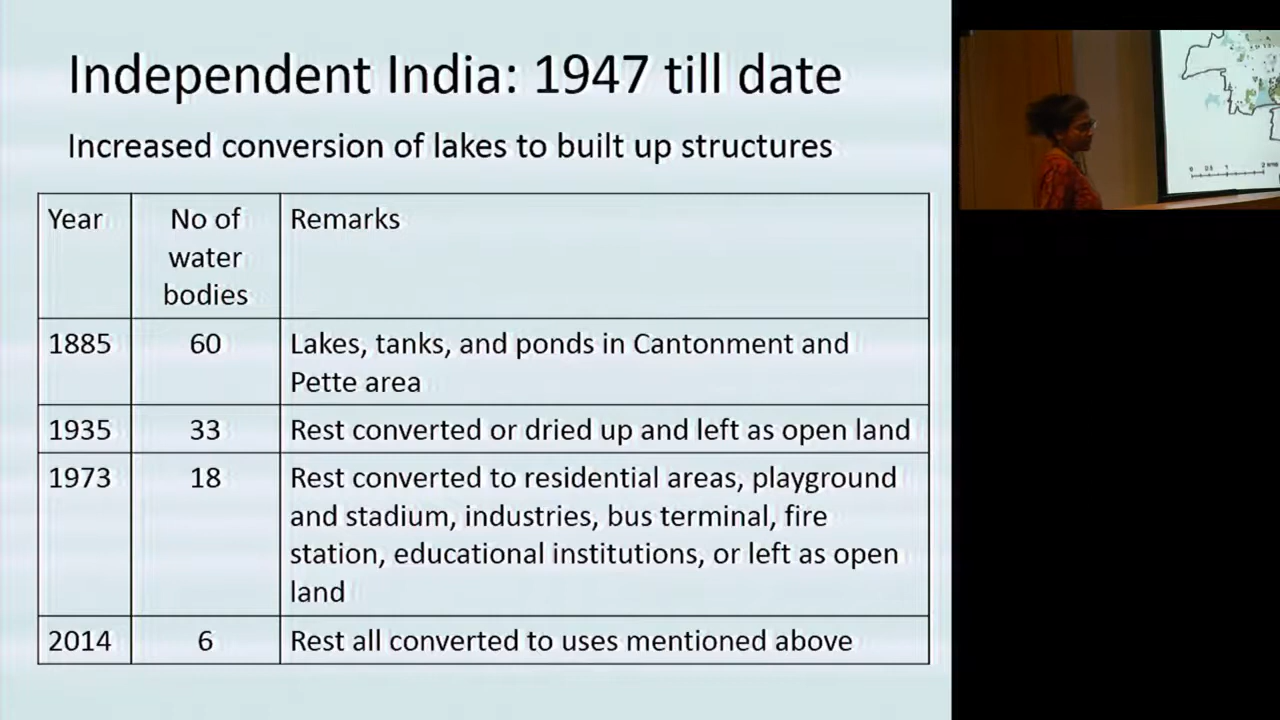 Independent India: 1947 till date
Increased conversion of lakes to built up structures
Year
No of
water
bodies
Remarks
1885
60
Lakes, tanks, and ponds in Cantonment and
Pette area
1935
33
Rest converted or dried up and left as open land
1973
18
Rest converted to residential areas, playground
and stadium, industries, bus terminal, fire
station, educational institutions, or left as open
land
2014
6
Rest all converted to uses mentioned above